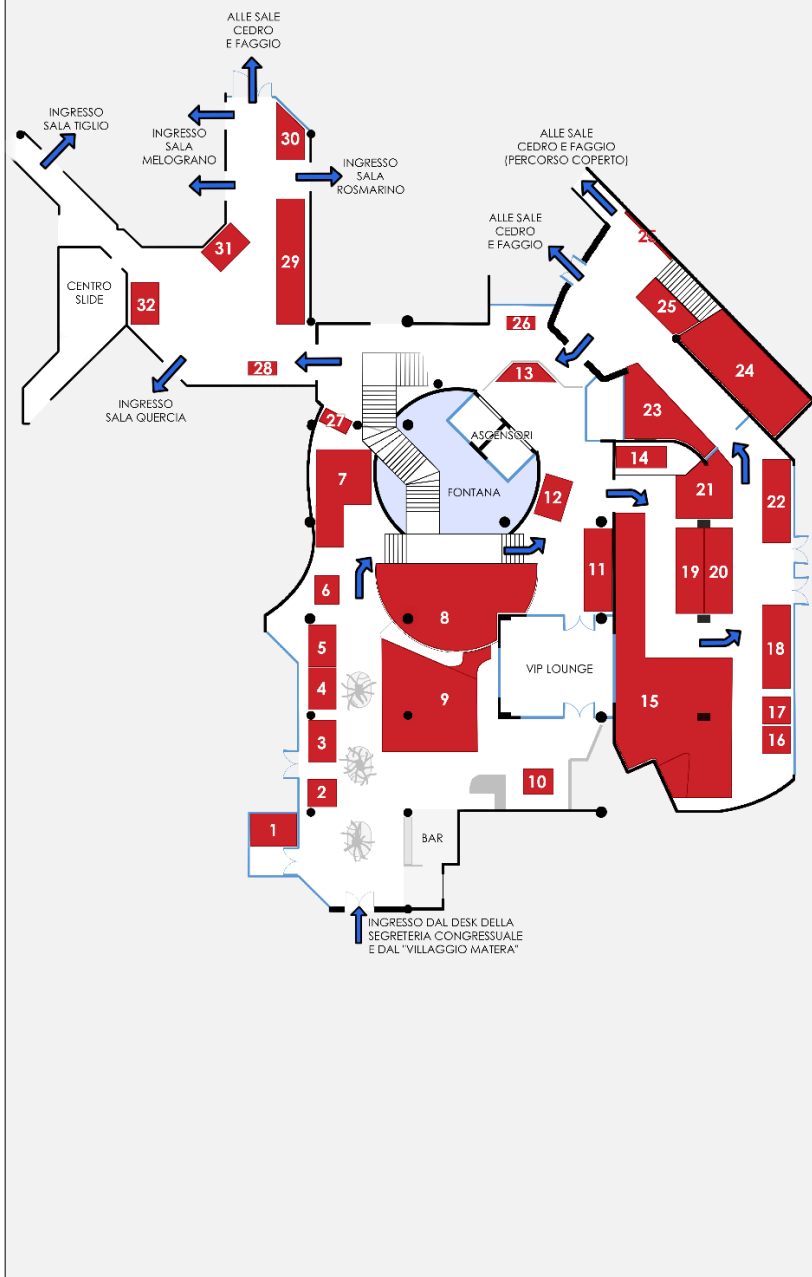 ALLE SALE
CEDRO
E FAGGIO
INGRESSO
SALA TIGLIO
INGRESSO
SALA
MELOGRANO
30
INGRESSO
SALA
ROSMARINO
ALLE SALE
CEDRO E FAGGIO
(PERCORSO COPERTO)
ALLE SALE
CEDRO
E FAGGIO
25
31
29
CENTRO
SLIDE
32
25
26
24
28
13
INGRESSO
SALA QUERCIA
23
27
ASCENSORI
14
7
FONTANA
12
21
22
6
11
19
20
8
5
18
4
VIP LOUNGE
9
15
3
17
16
2
10
1
BAR
INGRESSO DAL DESK DELLA
SEGRETERIA CONGRESSUALE
E DAL "VILLAGGIO MATERA"